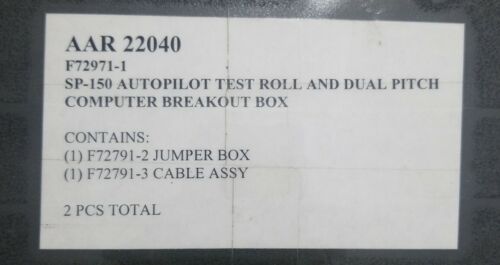 AAR 22040
F72971-1
SP-150 AUTOPILOT TEST ROLL AND DUAL PITCH
COMPUTER BREAKOUT BOX
CONTAINS:
(1) F72791-2 JUMPER BOX
(1) F72791-3 CABLE ASSY
2 PCS TOTAL